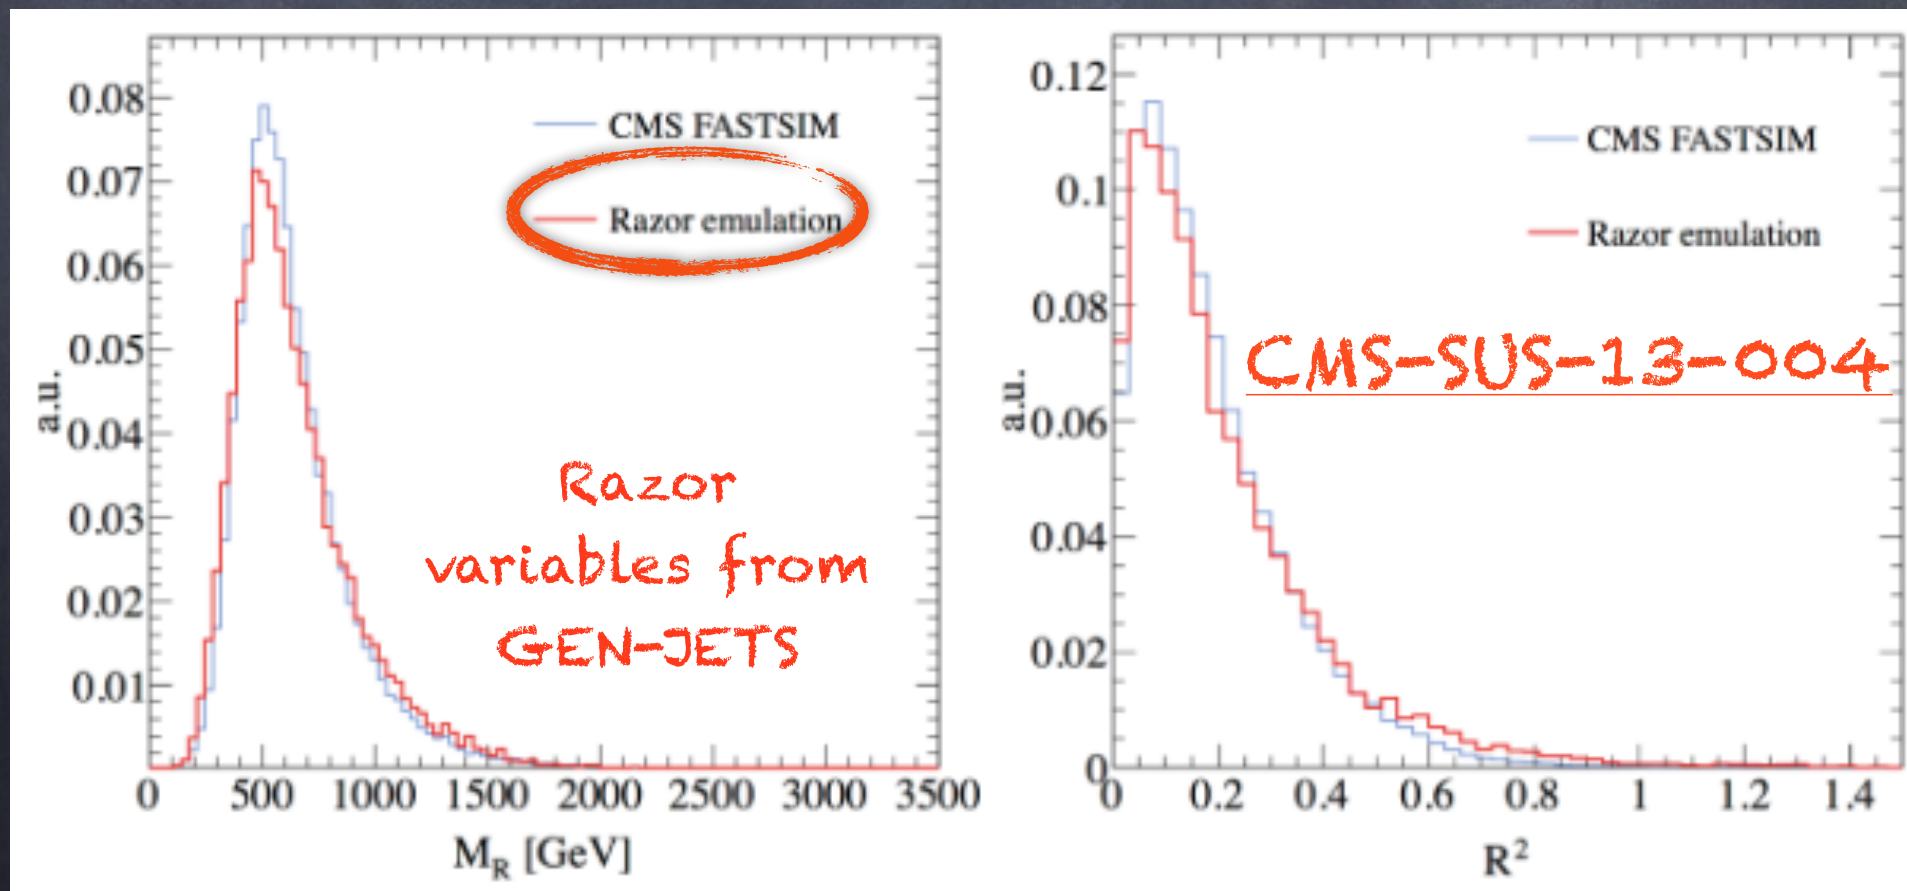 0.08
0.07
0.06
0.05
0.04
0.03
0.02
0.01
a.u.
CMS FASTSIM
Razor emulation
Razor
variables from
GEN-JETS
0 500 1000 1500 2000 2500 3000 3500
M_R [GeV]
0.12
0.1
0.08
0.06
0.04
0.02
0
a.u.
CMS FASTSIM
Razor emulation
CMS-SUS-13-004
0 0.2 0.4 0.6 0.8 1 1.2 1.4
R²